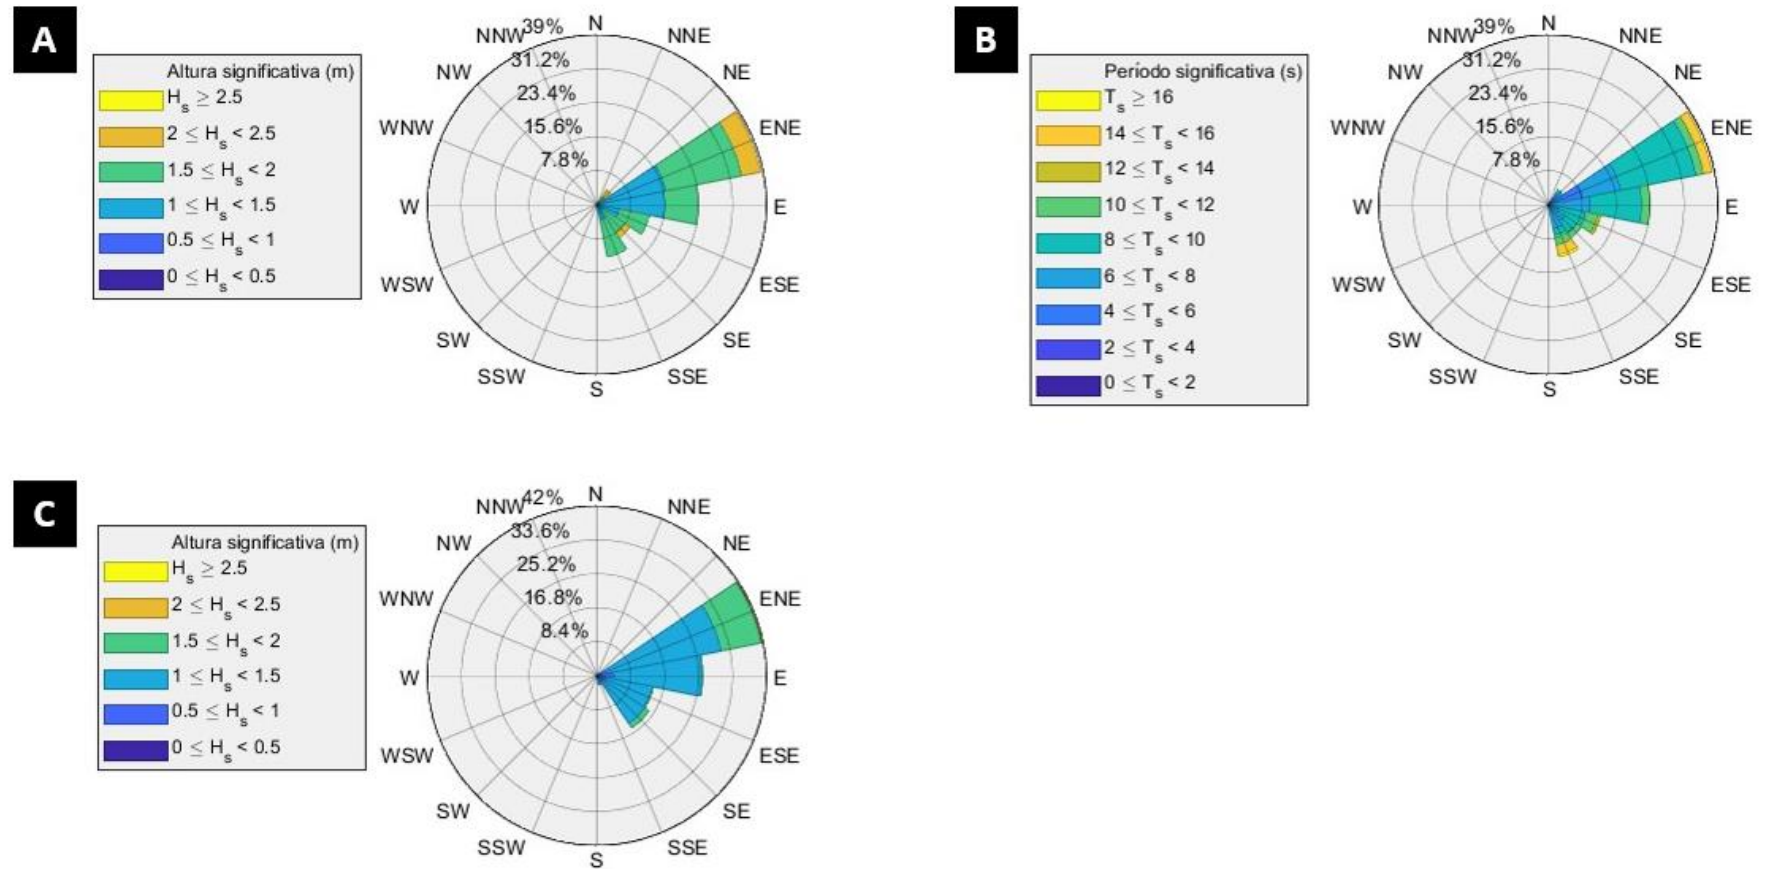 A
Altura significativa (m)
Hs ≥ 2.5
2 ≤ Hs < 2.5
1.5 ≤ Hs < 2
1 ≤ Hs < 1.5
0.5 ≤ Hs < 1
0 ≤ Hs < 0.5
N
NNE
NE
ENE
E
ESE
SE
SSE
S
SSW
SW
WSW
W
WNW
NW
NNW
39%
31.2%
23.4%
15.6%
7.8%
B
Período significativa (s)
Ts ≥ 16
14 ≤ Ts < 16
12 ≤ Ts < 14
10 ≤ Ts < 12
8 ≤ Ts < 10
6 ≤ Ts < 8
4 ≤ Ts < 6
2 ≤ Ts < 4
0 ≤ Ts < 2
N
NNE
NE
ENE
E
ESE
SE
SSE
S
SSW
SW
WSW
W
WNW
NW
NNW
39%
31.2%
23.4%
15.6%
7.8%
C
Altura significativa (m)
Hs ≥ 2.5
2 ≤ Hs < 2.5
1.5 ≤ Hs < 2
1 ≤ Hs < 1.5
0.5 ≤ Hs < 1
0 ≤ Hs < 0.5
N
NNE
NE
ENE
E
ESE
SE
SSE
S
SSW
SW
WSW
W
WNW
NW
NNW
42%
33.6%
25.2%
16.8%
8.4%